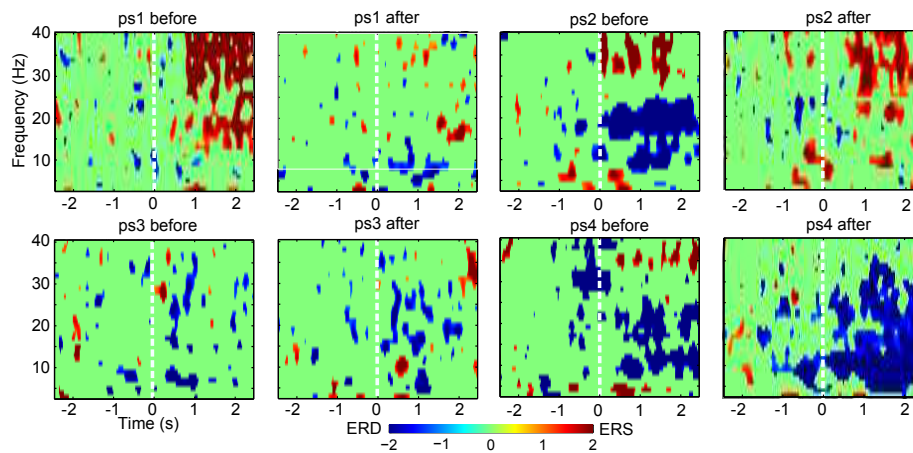 ps1 before ps1 after ps2 before ps2 after
40
30
20
10
Frequency (Hz)
-2 -1 0 1 2 -2 -1 0 1 2 -2 -1 0 1 2 -2 -1 0 1 2
ps3 before ps3 after ps4 before ps4 after
40
30
20
10
-2 -1 0 1 2 -2 -1 0 1 2 -2 -1 0 1 2 -2 -1 0 1 2
Time (s)
ERD ERS
-2 -1 0 1 2